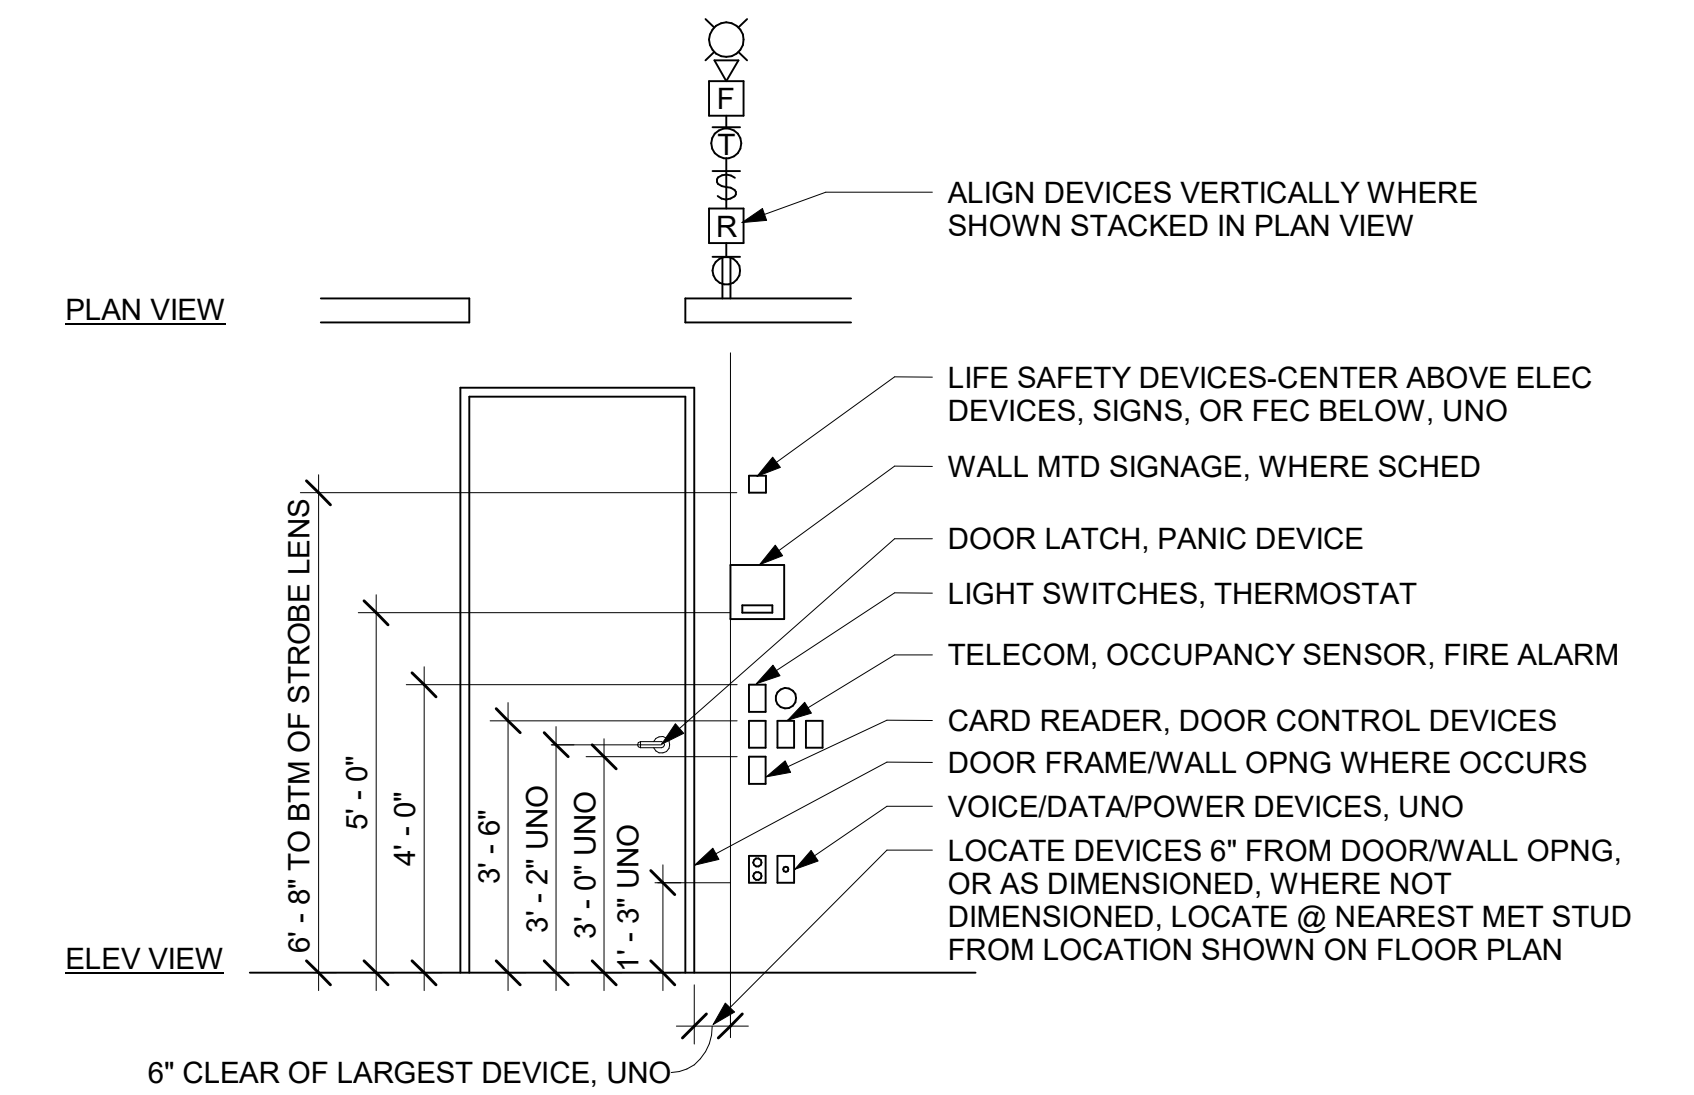 F
T
S
R
ALIGN DEVICES VERTICALLY WHERE
SHOWN STACKED IN PLAN VIEW
PLAN VIEW
LIFE SAFETY DEVICES-CENTER ABOVE ELEC
DEVICES, SIGNS, OR FEC BELOW, UNO
WALL MTD SIGNAGE, WHERE SCHED
DOOR LATCH, PANIC DEVICE
LIGHT SWITCHES, THERMOSTAT
TELECOM, OCCUPANCY SENSOR, FIRE ALARM
CARD READER, DOOR CONTROL DEVICES
DOOR FRAME/WALL OPNG WHERE OCCURS
VOICE/DATA/POWER DEVICES, UNO
LOCATE DEVICES 6" FROM DOOR/WALL OPNG,
OR AS DIMENSIONED, WHERE NOT
DIMENSIONED, LOCATE @ NEAREST MET STUD
FROM LOCATION SHOWN ON FLOOR PLAN
6' - 8" TO BTM OF STROBE LENS
5' - 0"
4' - 0"
3' - 6"
3' - 2" UNO
3' - 0" UNO
1' - 3" UNO
ELEV VIEW
6" CLEAR OF LARGEST DEVICE, UNO